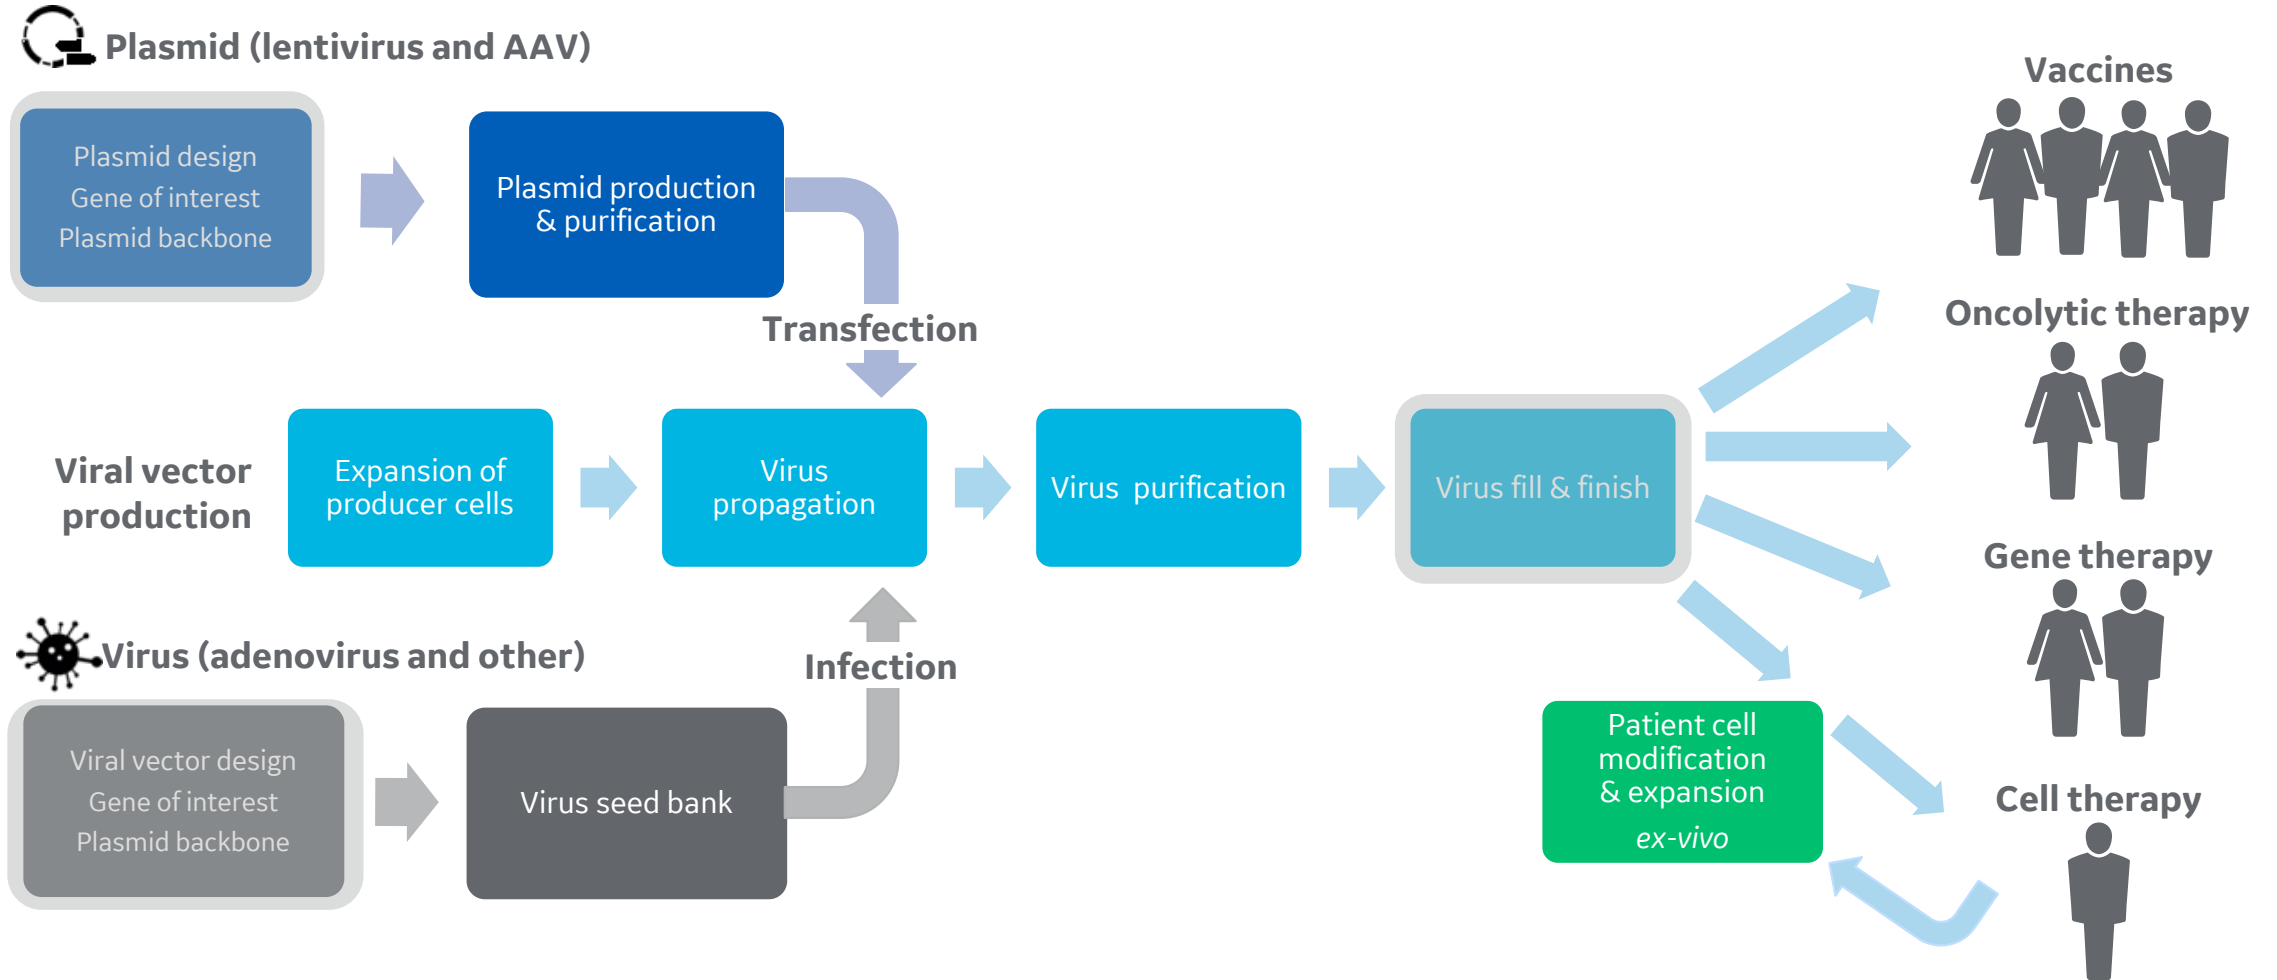 Plasmid (lentivirus and AAV)
Plasmid design
Gene of interest
Plasmid backbone
Plasmid production
& purification
Transfection
Viral vector
production
Expansion of
producer cells
Virus
propagation
Virus purification
Virus fill & finish
Virus (adenovirus and other)
Viral vector design
Gene of interest
Plasmid backbone
Virus seed bank
Infection
Vaccines
Oncolytic therapy
Gene therapy
Patient cell
modification
& expansion
ex-vivo
Cell therapy